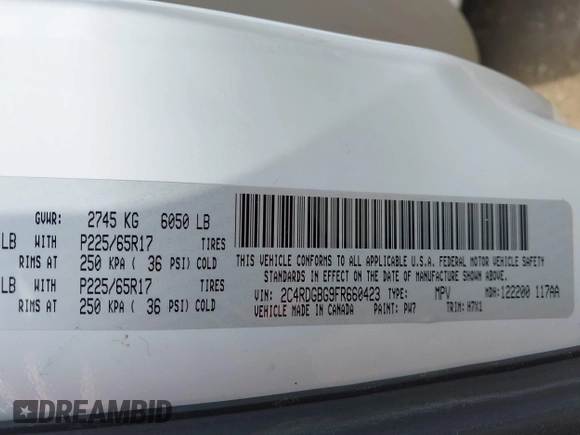 GVWR: 2745 KG 6050 LB
LB WITH P225/65R17 TIRES
RIMS AT 250 KPA ( 36 PSI) COLD
LB WITH P225/65R17 TIRES
RIMS AT 250 KPA ( 36 PSI) COLD
THIS VEHICLE CONFORMS TO ALL APPLICABLE U.S.A. FEDERAL MOTOR VEHICLE SAFETY
STANDARDS IN EFFECT ON THE DATE OF MANUFACTURE SHOWN ABOVE.
VIN: 2C4RDGBG9FR660423 TYPE: MPV MDH: 122200 117AA
VEHICLE MADE IN CANADA PAINT: PW7 TRIM: H7X1
DREAMBID